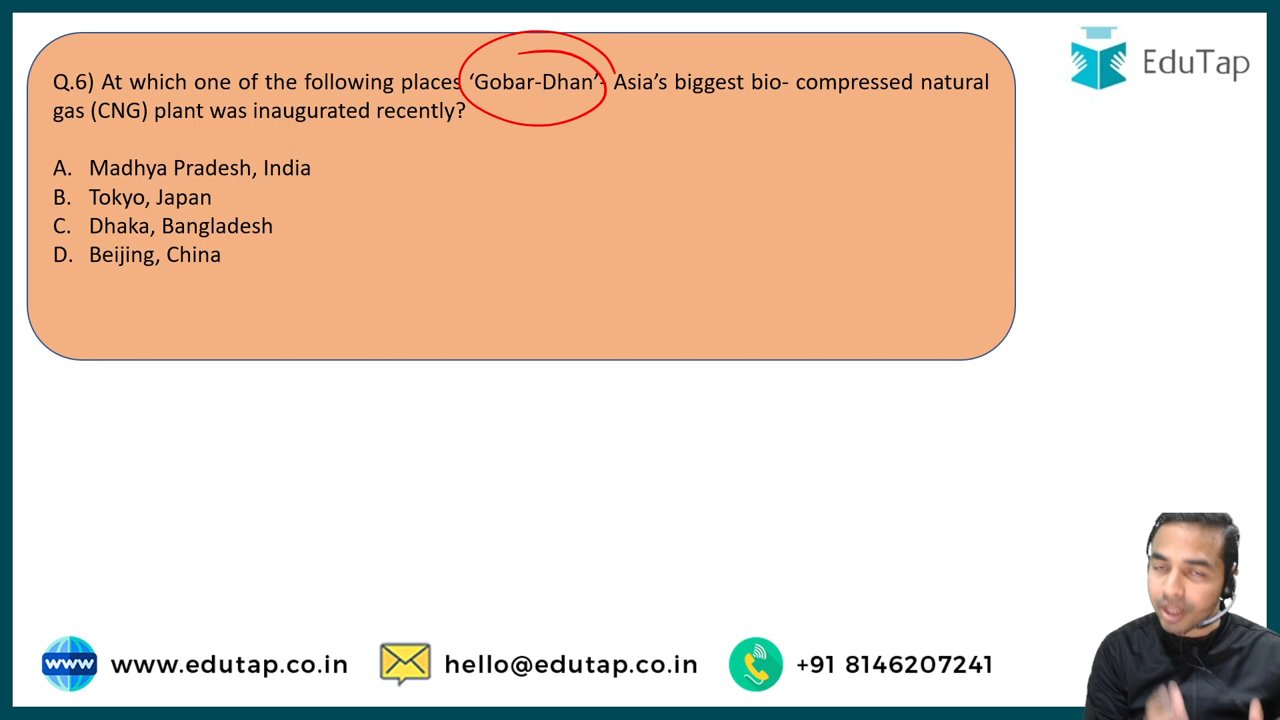 EduTap
Q.6) At which one of the following places ‘Gobar-Dhan’- Asia’s biggest bio- compressed natural
gas (CNG) plant was inaugurated recently?
A. Madhya Pradesh, India
B. Tokyo, Japan
C. Dhaka, Bangladesh
D. Beijing, China
www www.edutap.co.in hello@edutap.co.in +91 8146207241